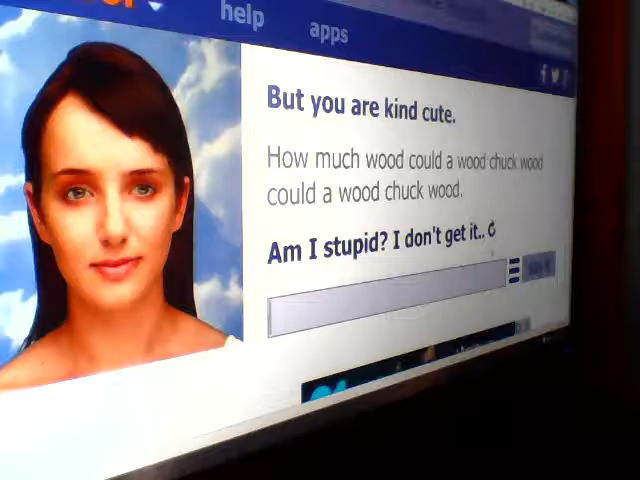 help
apps
But you are kind cute.
How much wood could a wood chuck wood
could a wood chuck wood.
Am I stupid? I don't get it..